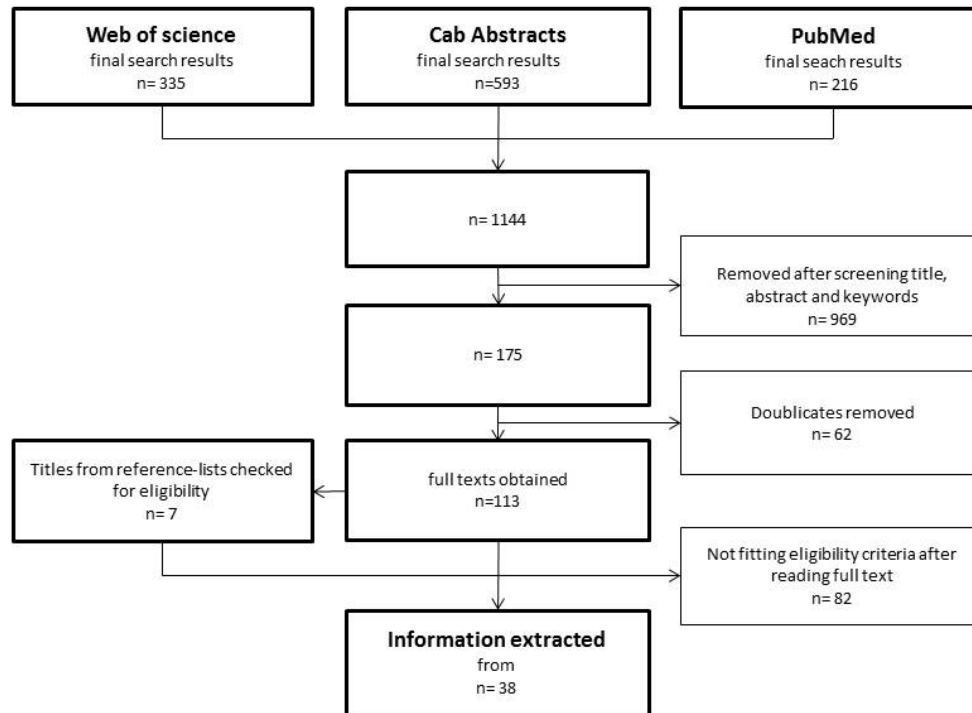 Web of science
final search results
n= 335
Cab Abstracts
final search results
n=593
PubMed
final seach results
n= 216
n= 1144
Removed after screening title,
abstract and keywords
n= 969
n= 175
Doublicates removed
n= 62
Titles from reference-lists checked
for eligibility
n= 7
full texts obtained
n=113
Not fitting eligibility criteria after
reading full text
n= 82
Information extracted
from
n= 38